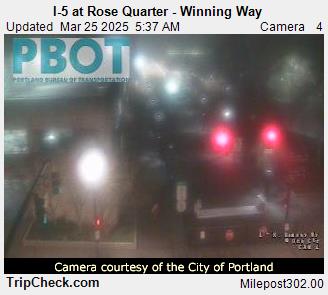 I-5 at Rose Quarter - Winning Way
Updated Mar 25 2025 5:37 AM Camera 4
PBOT
PORTLAND BUREAU OF TRANSPORTATION
Camera courtesy of the City of Portland
TripCheck.com Milepost302.00